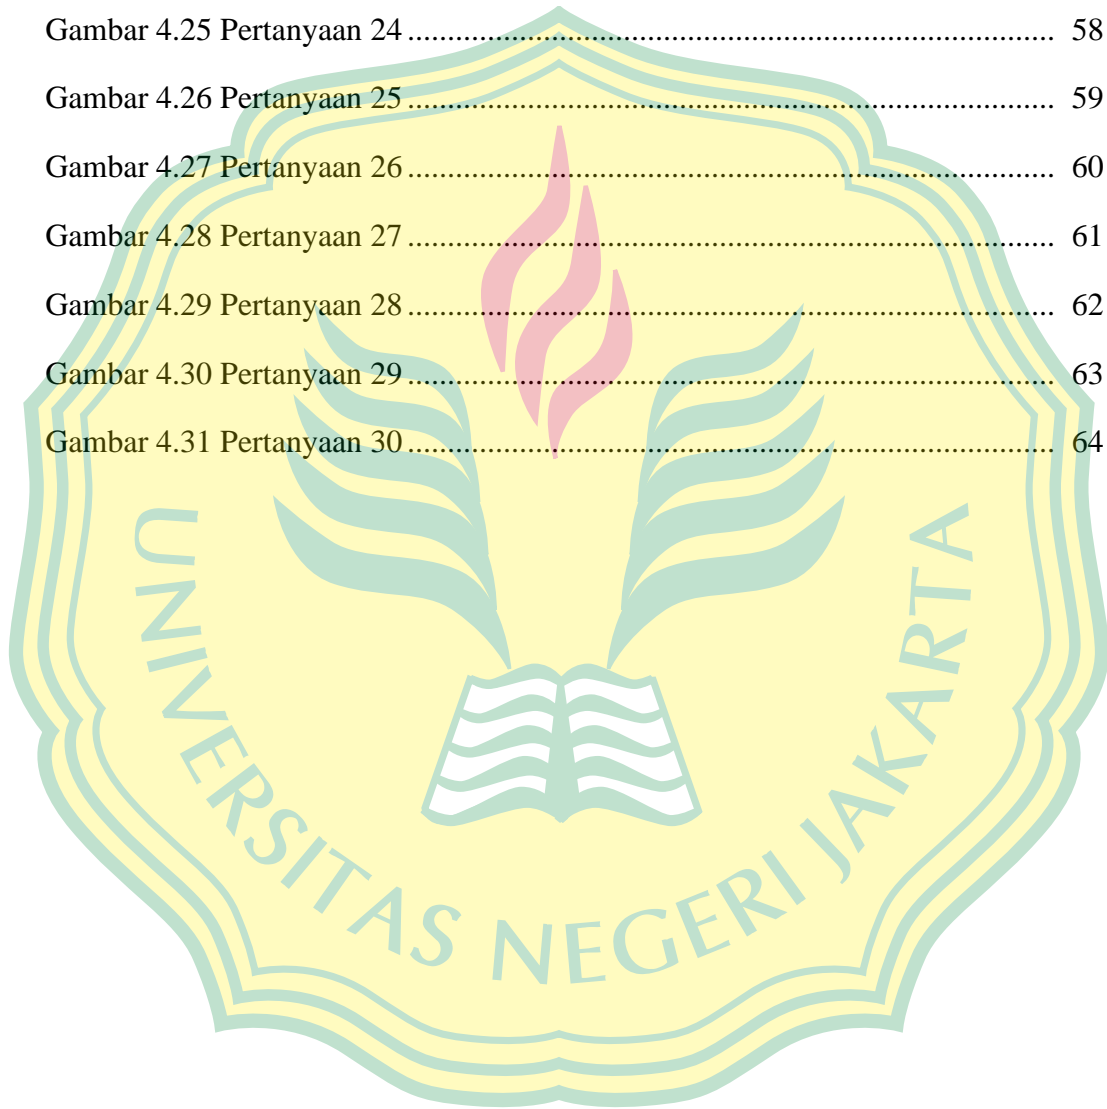 Gambar 4.25 Pertanyaan 24 ............................................................................... 58
Gambar 4.26 Pertanyaan 25 ............................................................................... 59
Gambar 4.27 Pertanyaan 26 ............................................................................... 60
Gambar 4.28 Pertanyaan 27 ............................................................................... 61
Gambar 4.29 Pertanyaan 28 ............................................................................... 62
Gambar 4.30 Pertanyaan 29 ............................................................................... 63
Gambar 4.31 Pertanyaan 30 ............................................................................... 64
UNIVERSITAS NEGERI JAKARTA